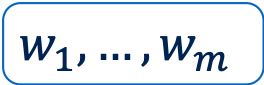 w₁, ..., wₘ